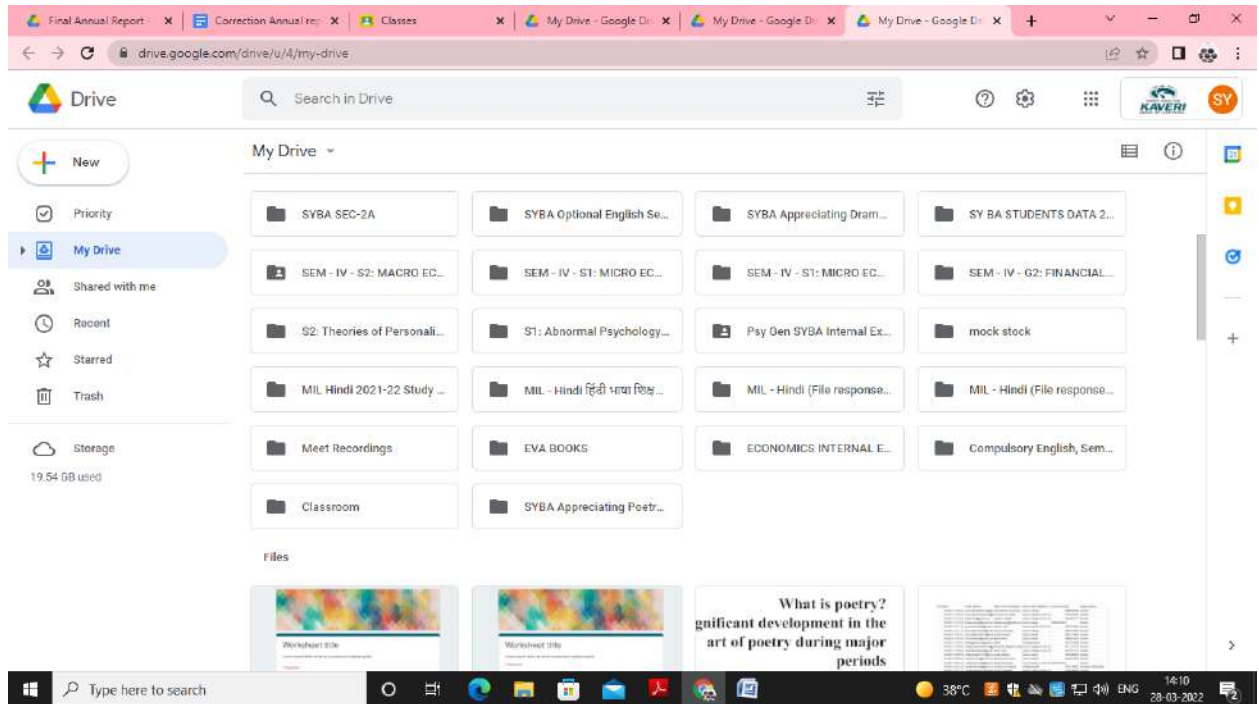 Final Annual Report -
Correction Annual rep
Classes
My Drive - Google Dri
My Drive - Google Dri
My Drive - Google Dri
drive.google.com/drive/u/4/my-drive
Drive
Search in Drive
KAVERI
SY
New
My Drive
Priority
My Drive
Shared with me
Recent
Starred
Trash
Storage
19.54 GB used
SYBA SEC-2A
SYBA Optional English Se...
SYBA Appreciating Dram...
SY BA STUDENTS DATA 2...
SEM - IV - S2: MACRO EC...
SEM - IV - S1: MICRO EC...
SEM - IV - S1: MICRO EC...
SEM - IV - G2: FINANCIAL...
S2: Theories of Personali...
S1: Abnormal Psychology...
Psy Gen SYBA Internal Ex...
mock stock
MIL Hindi 2021-22 Study ...
MIL - Hindi हिंदी भाषा शिक्ष...
MIL - Hindi (File response...
MIL - Hindi (File response...
Meet Recordings
EVA BOOKS
ECONOMICS INTERNAL E...
Compulsory English, Sem...
Classroom
SYBA Appreciating Poetr...
Files
Worksheet title
Worksheet title
What is poetry?
gnificant development in the
art of poetry during major
periods
Type here to search
38°C
ENG
14:10
28-03-2022